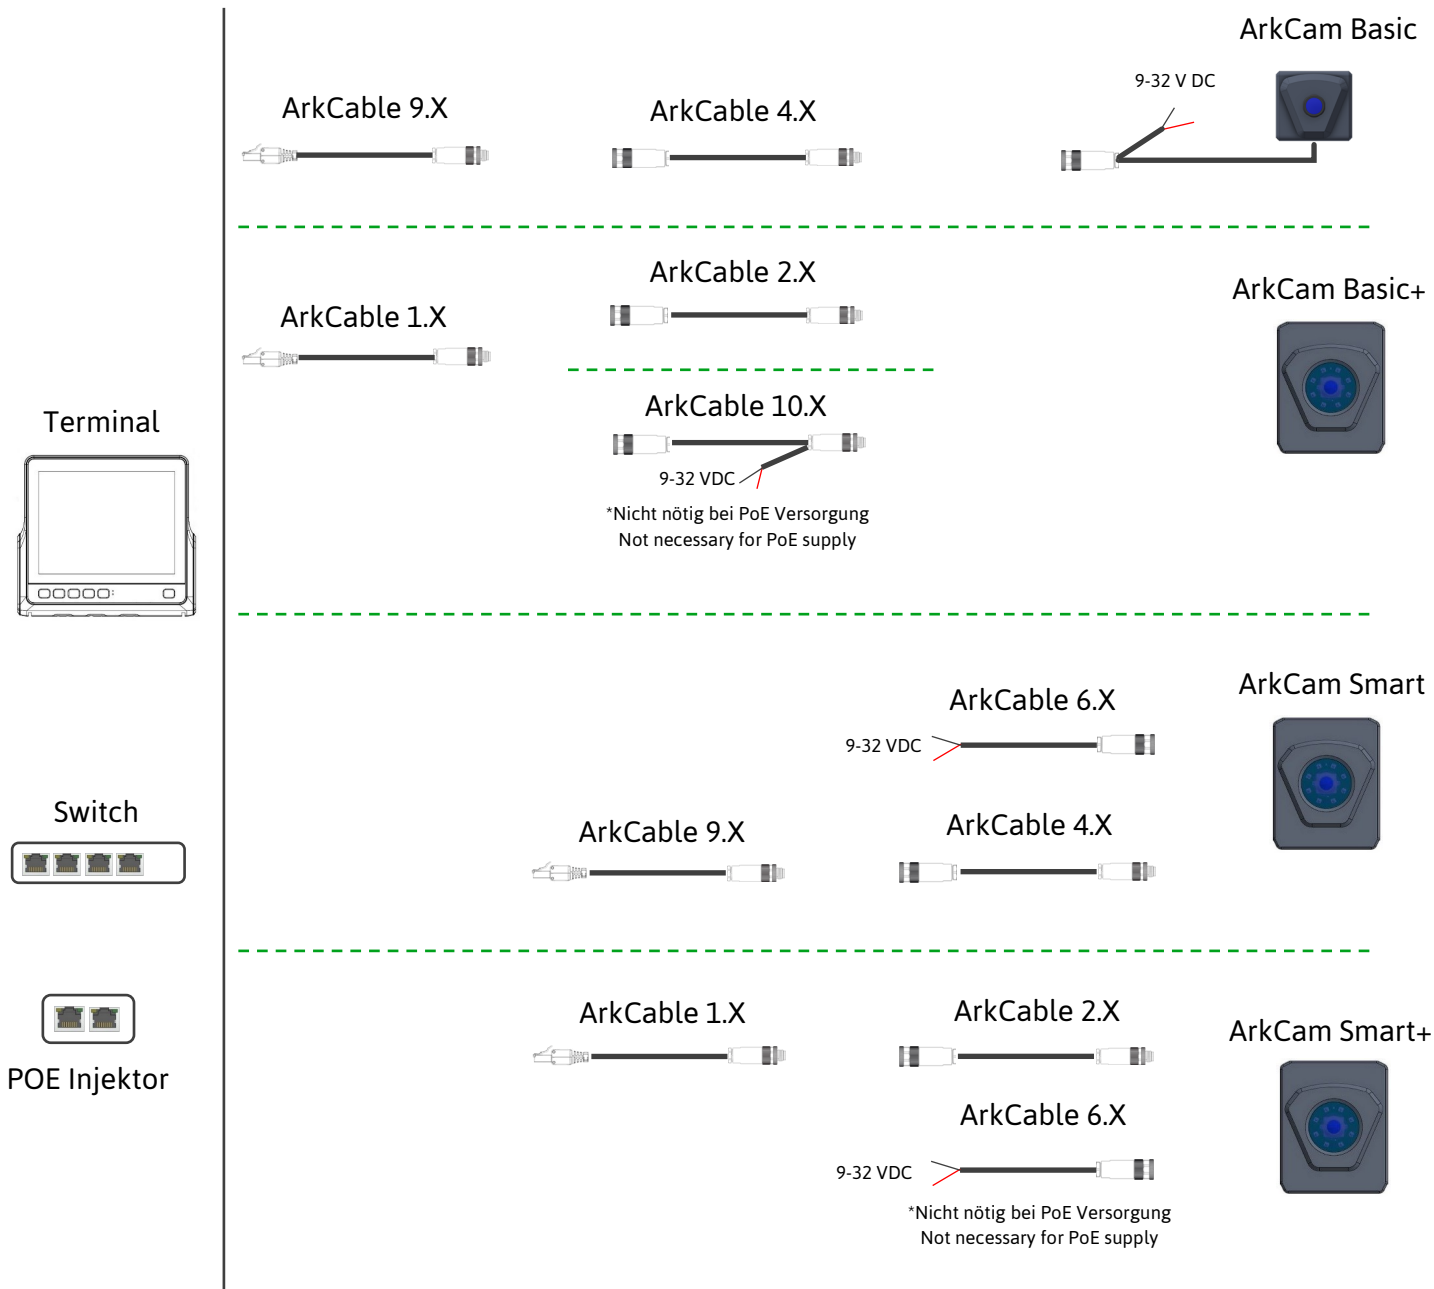 ArkCam Basic
9-32 V DC
ArkCable 9.X
ArkCable 4.X
ArkCable 2.X
ArkCam Basic+
ArkCable 1.X
ArkCable 10.X
9-32 VDC
*Nicht nötig bei PoE Versorgung
Not necessary for PoE supply
Terminal
ArkCam Smart
ArkCable 6.X
9-32 VDC
Switch
ArkCable 9.X
ArkCable 4.X
ArkCable 1.X
ArkCable 2.X
ArkCam Smart+
POE Injektor
ArkCable 6.X
9-32 VDC
*Nicht nötig bei PoE Versorgung
Not necessary for PoE supply